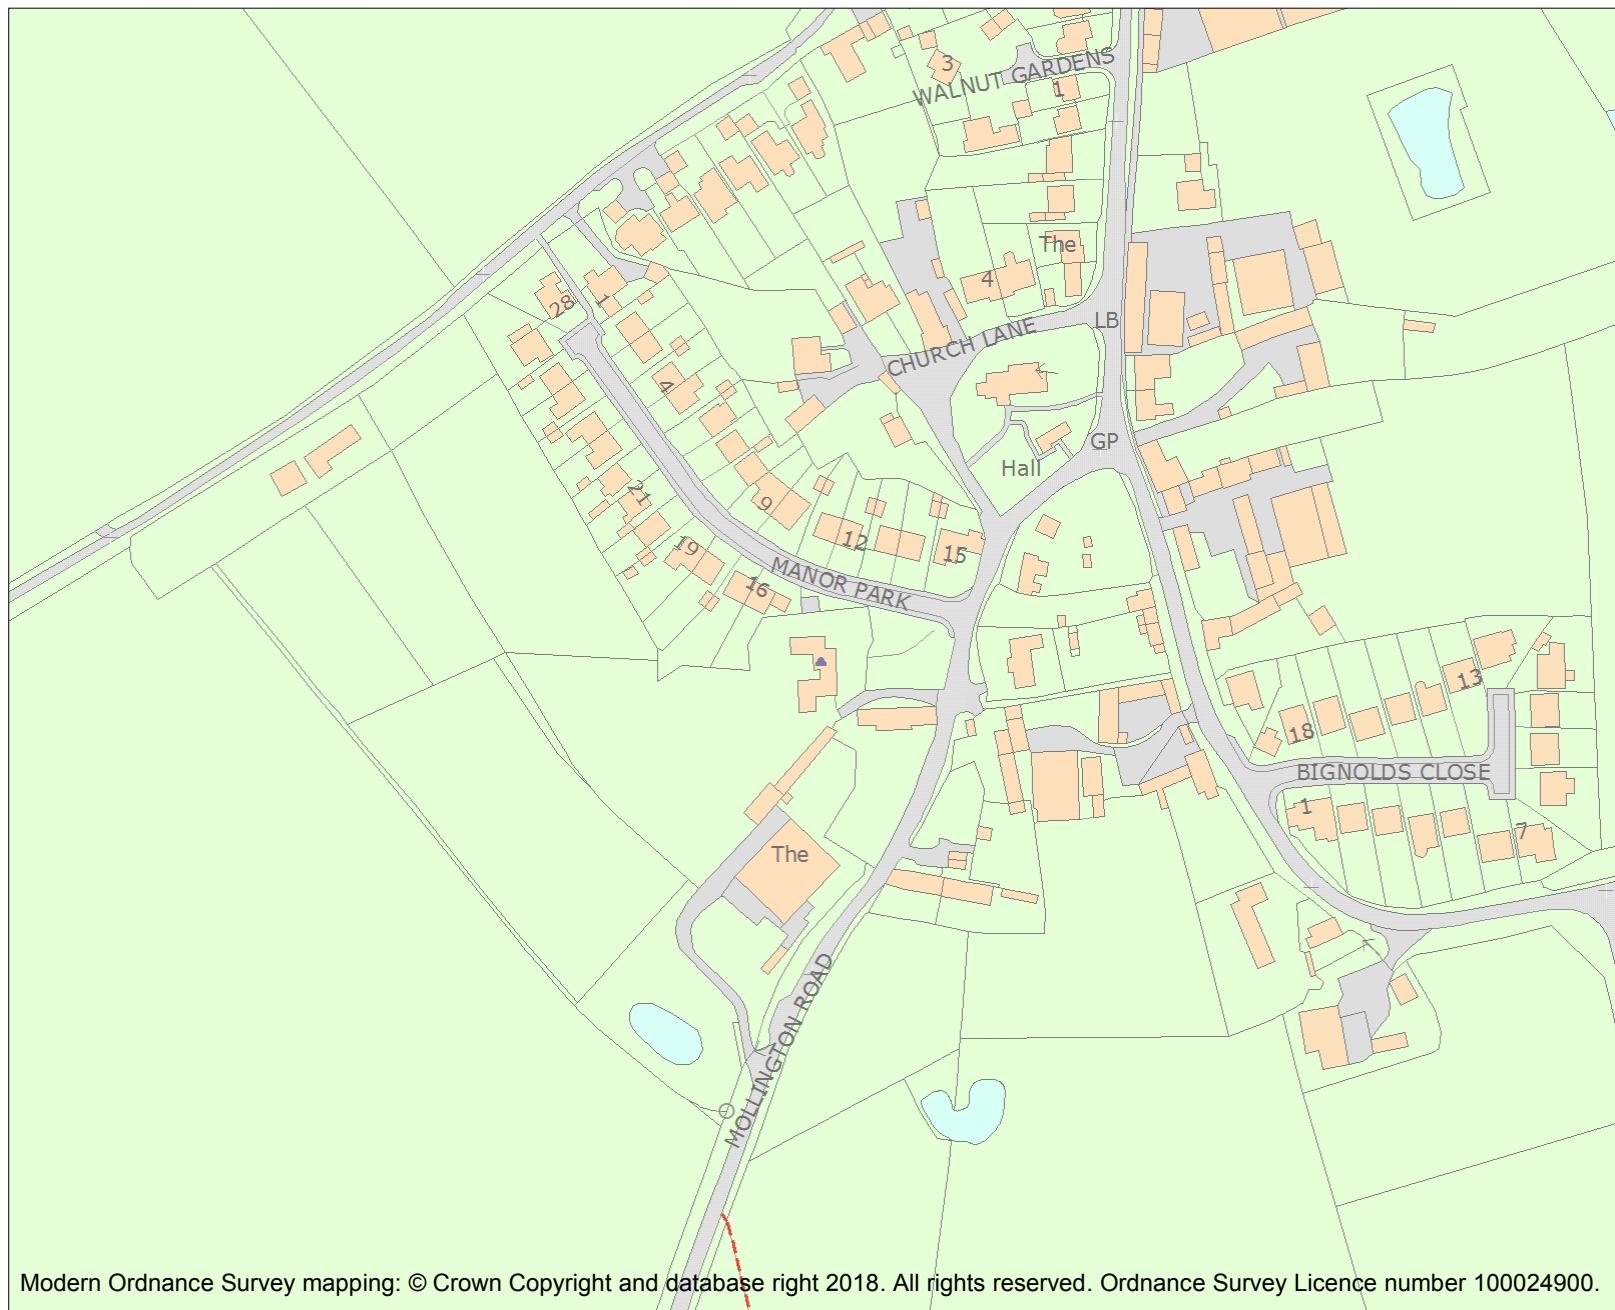 3
WALNUT GARDENS
1
The
4
28
1
LB
CHURCH LANE
4
GP
Hall
21
9
12
15
19
16
MANOR PARK
13
18
BIGNOLDS CLOSE
1
7
The
MOLLINGTON ROAD
Modern Ordnance Survey mapping: © Crown Copyright and database right 2018. All rights reserved. Ordnance Survey Licence number 100024900.